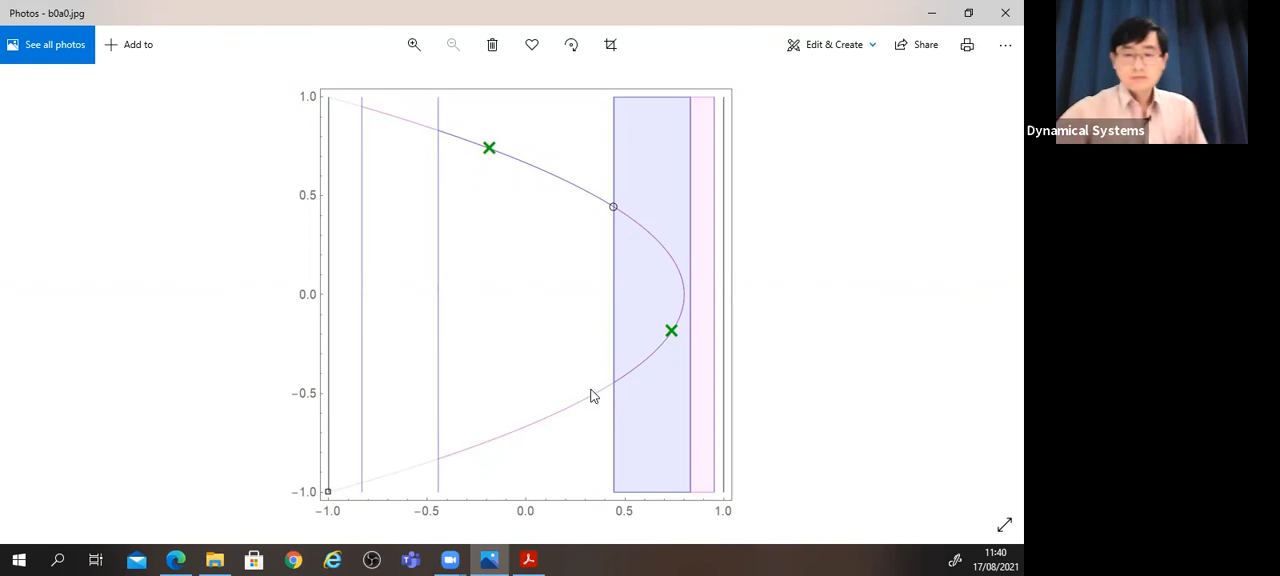 Photos - b0a0.jpg
See all photos
Add to
Edit & Create
Share
Dynamical Systems
1.0
0.5
0.0
−0.5
−1.0
−1.0 −0.5 0.0 0.5 1.0
11:40
17/08/2021